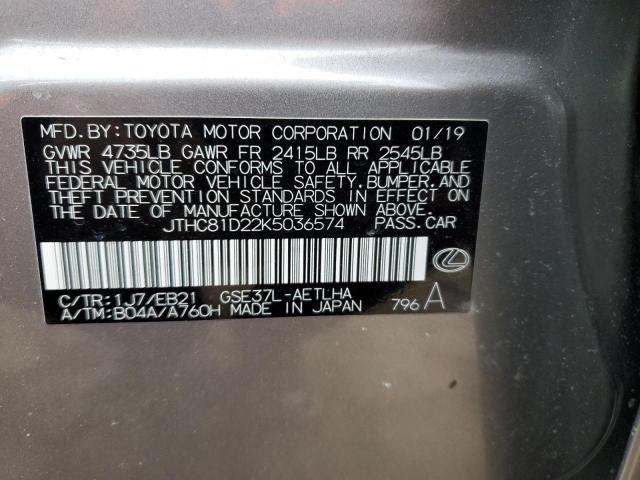 MFD. BY: TOYOTA MOTOR CORPORATION 01/19
GVWR 4735LB GAWR FR 2415LB RR 2545LB
THIS VEHICLE CONFORMS TO ALL APPLICABLE
FEDERAL MOTOR VEHICLE SAFETY, BUMPER, AND
THEFT PREVENTION STANDARDS IN EFFECT ON
THE DATE OF MANUFACTURE SHOWN ABOVE.
JTHC81D22K5036574 PASS. CAR
C/TR: 1J7/EB21 GSE37L-AETLHA
A/TM: B04A/A760H MADE IN JAPAN 796 A